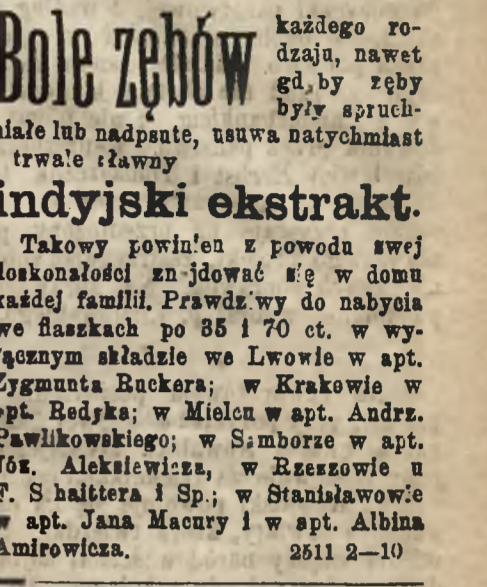 Bole zębów
każdego ro-
dzaju, nawet
gdyby zęby
były spruch-
niałe lub nadpsute, usuwa natychmiast
trwale sławny
indyjski ekstrakt.
Takowy powinien z powodu swej
doskonałości znajdować się w domu
każdej familii. Prawdziwy do nabycia
we flaszkach po 35 i 70 ct. w wy-
łącznym składzie we Lwowie w apt.
Zygmunta Ruckera; w Krakowie w
apt. Redyka; w Mielcu w apt. Andrz.
Pawlikowskiego; w Samborze w apt.
Józ. Aleksiewicza, w Rzeszowie u
F. Schaittera i Sp.; w Stanisławowie
w apt. Jana Macury i w apt. Albina
Amirowicza. 2511 2—10